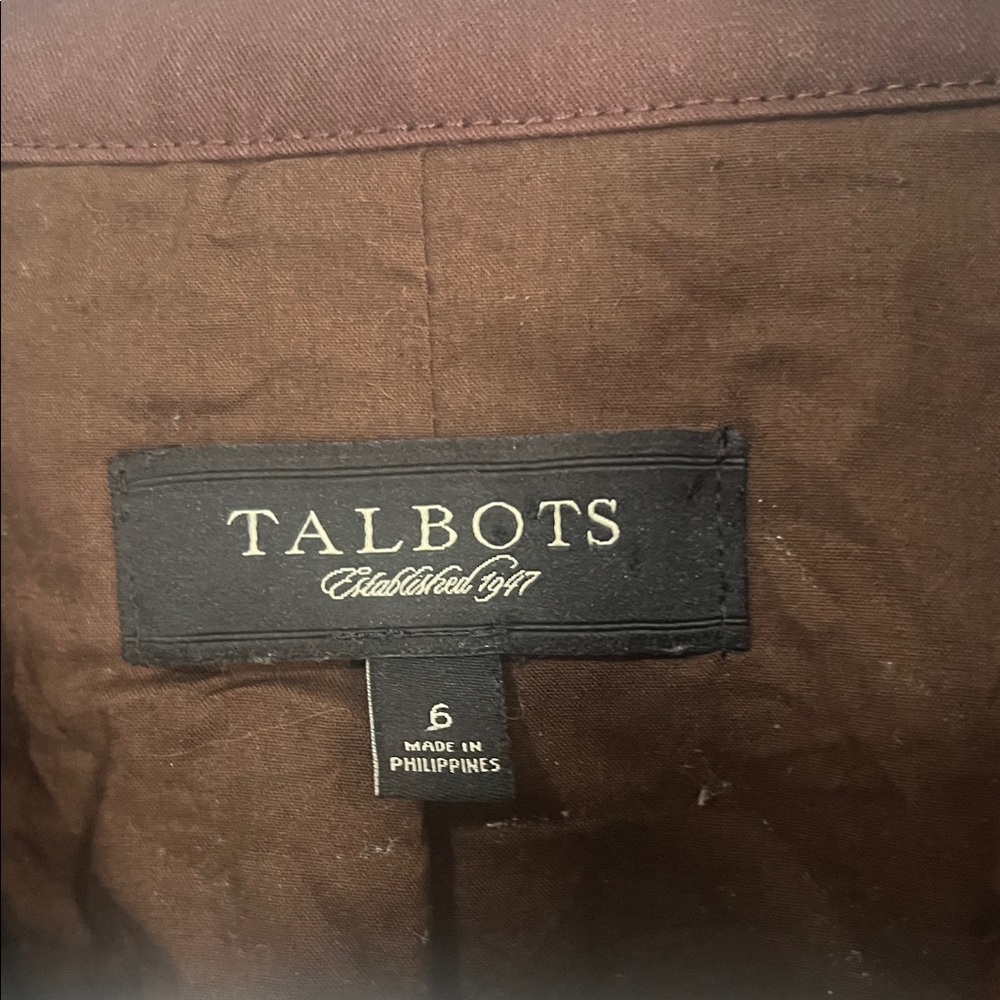 TALBOTS
Established 1947
6
MADE IN
PHILIPPINES